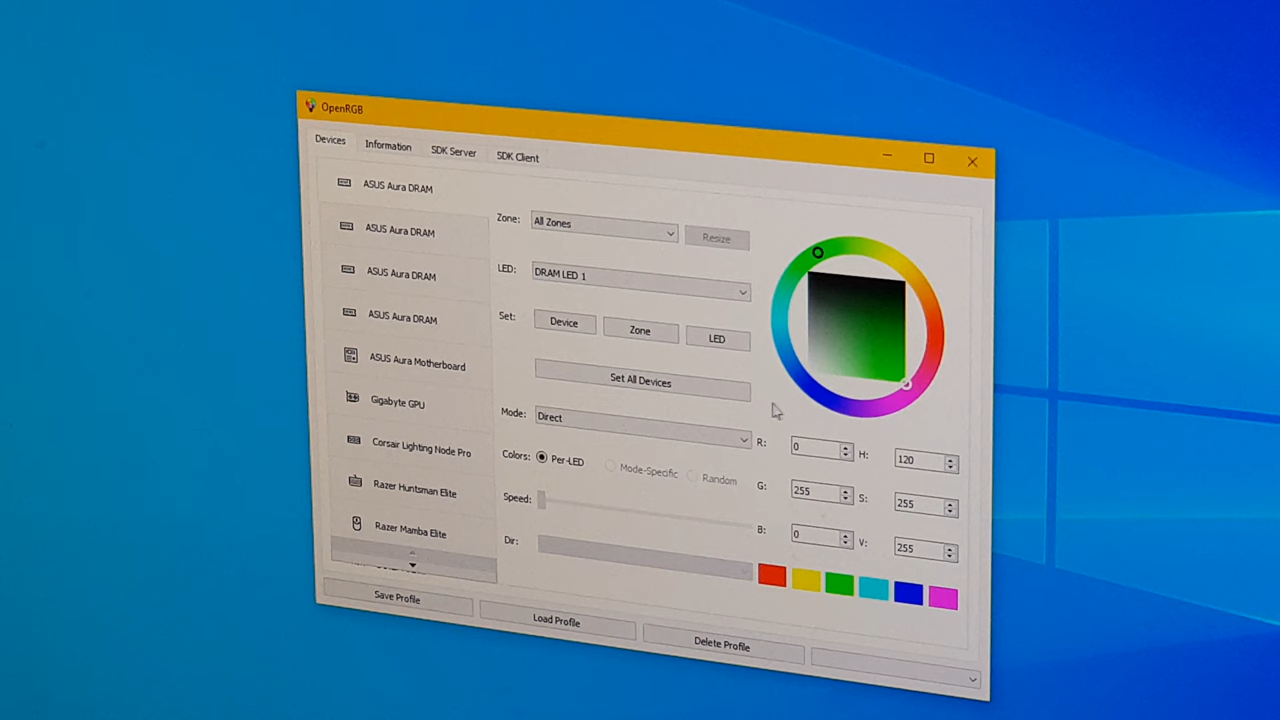 OpenRGB
Devices
Information
SDK Server
SDK Client
ASUS Aura DRAM
ASUS Aura DRAM
ASUS Aura DRAM
ASUS Aura DRAM
ASUS Aura Motherboard
Gigabyte GPU
Corsair Lighting Node Pro
Razer Huntsman Elite
Razer Mamba Elite
Zone:
All Zones
Resize
LED:
DRAM LED 1
Set:
Device
Zone
LED
Set All Devices
Mode:
Direct
Colors:
Per-LED
Mode-Specific
Random
Speed:
Dir:
R:
0
H:
120
G:
255
S:
255
B:
0
V:
255
Save Profile
Load Profile
Delete Profile